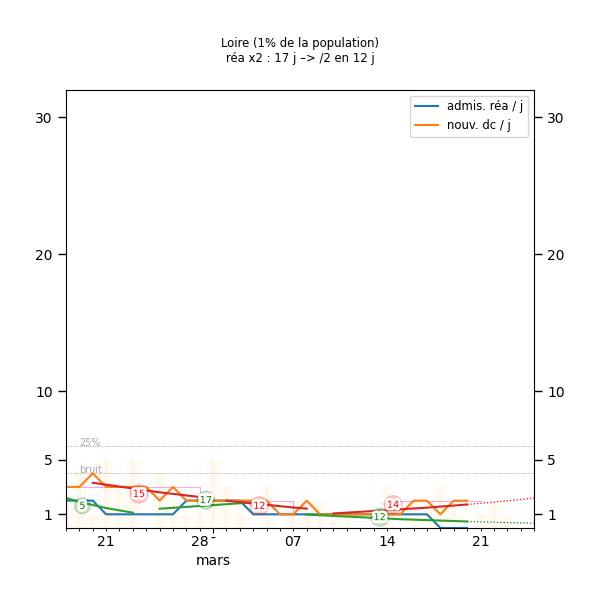 Loire (1% de la population)
réa x2 : 17 j –> /2 en 12 j
admis. réa / j
nouv. dc / j
30 30
20 20
10 10
25%
5 5
bruit
15
17
5
12
14
12
1 1
21 28 07 14 21
mars